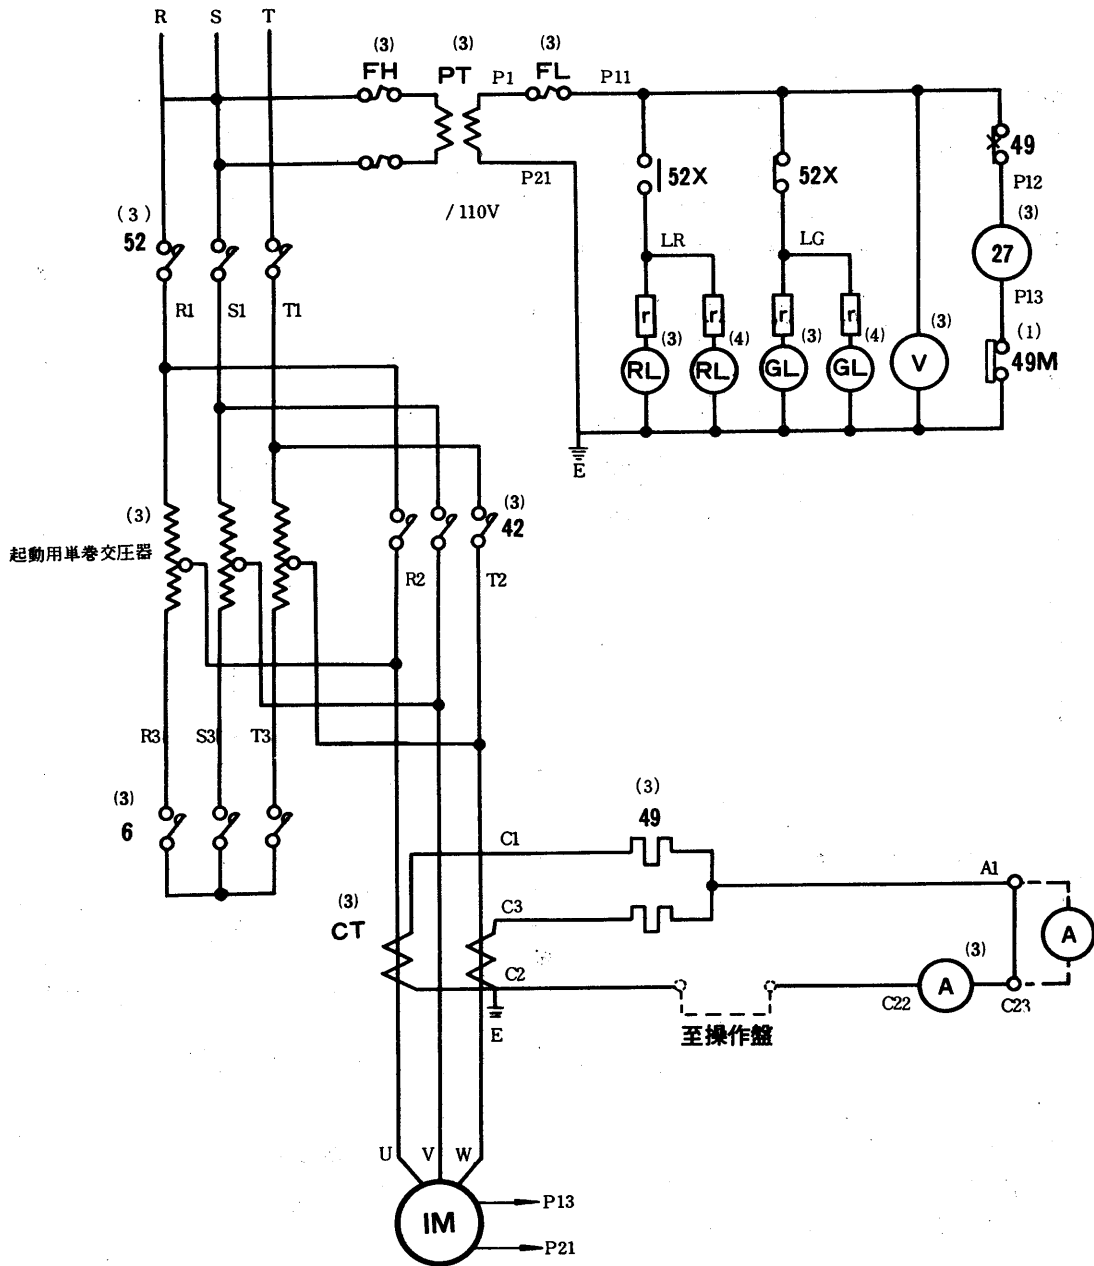 R S T
(3) (3) (3)
FH PT P1 FL P11
49
P21 52X 52X P12
/110V
(3)
(3)
52
LR LG 27
R1 S1 T1 P13
r r r r
(3) (4) (3) (4) (3) (1)
RL RL GL GL V 49M
E
(3) (3)
42
起動用単巻交圧器
R2 T2
R3 S3 T3
(3) (3)
6 49
C1
A1
(3) C3
CT A
(3)
C2 A
C22 C23
E 至操作盤
U V W
P13
IM
P21